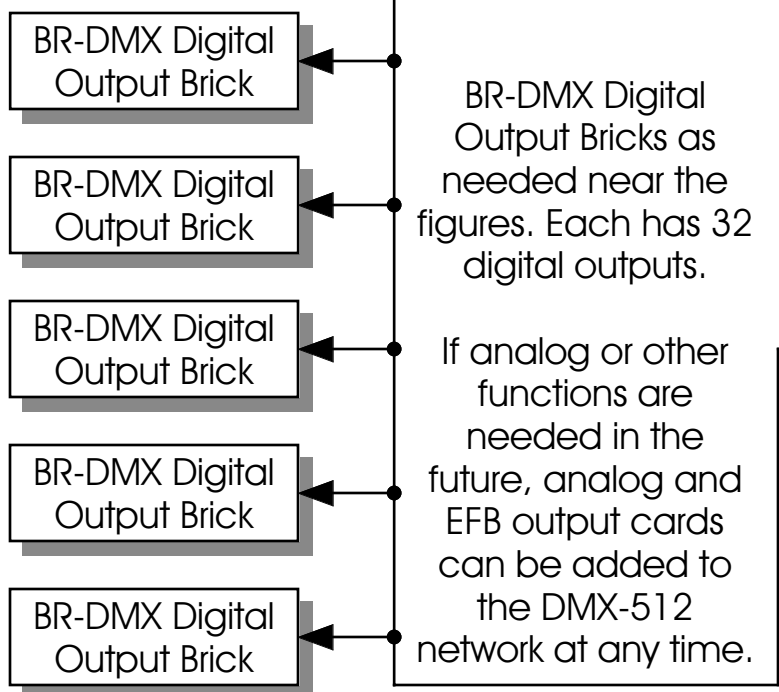 BR-DMX Digital
Output Brick
BR-DMX Digital
Output Brick
BR-DMX Digital
Output Brick
BR-DMX Digital
Output Brick
BR-DMX Digital
Output Brick
BR-DMX Digital
Output Bricks as
needed near the
figures. Each has 32
digital outputs.
If analog or other
functions are
needed in the
future, analog and
EFB output cards
can be added to
the DMX-512
network at any time.